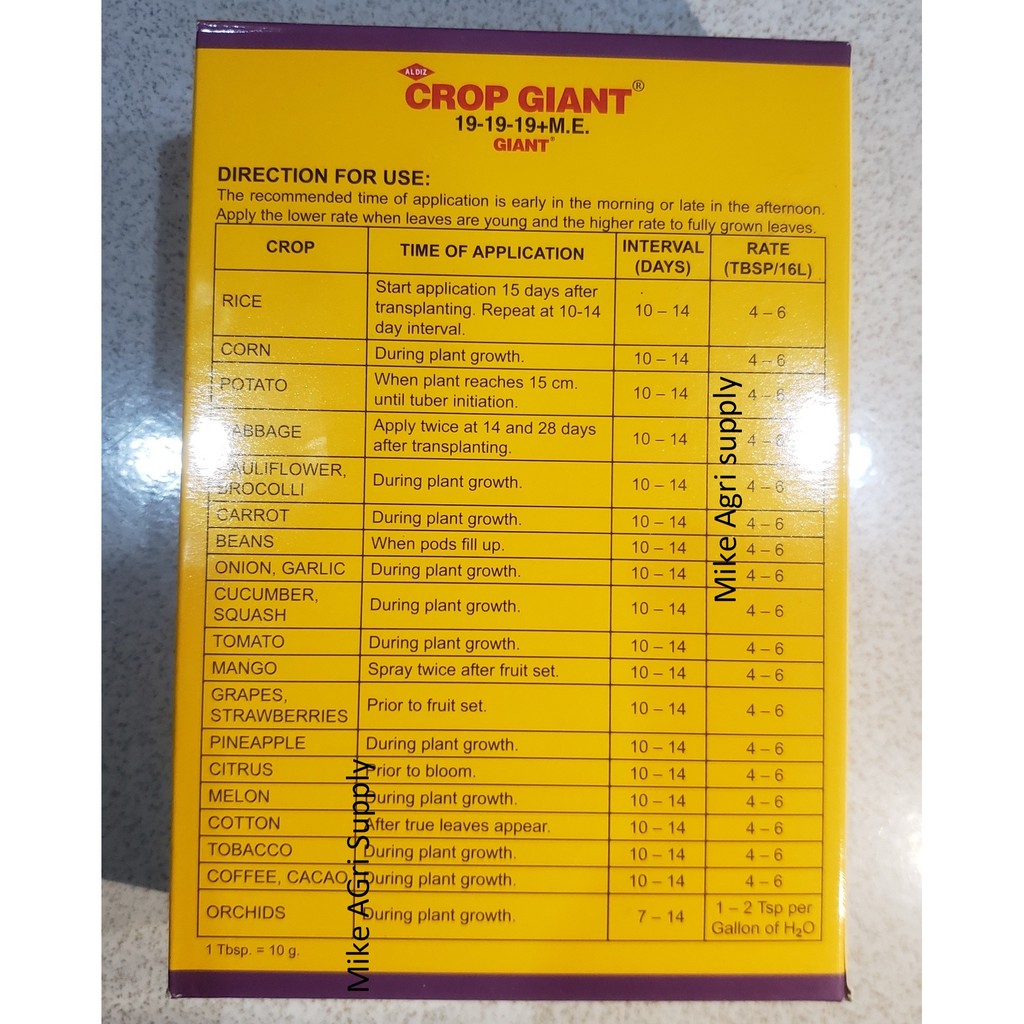 ALDIZ
CROP GIANT®
19-19-19+M.E.
GIANT®
DIRECTION FOR USE:
The recommended time of application is early in the morning or late in the afternoon.
Apply the lower rate when leaves are young and the higher rate to fully grown leaves.
CROP TIME OF APPLICATION INTERVAL (DAYS) RATE (TBSP/16L)
RICE Start application 15 days after
transplanting. Repeat at 10-14
day interval. 10 – 14 4 – 6
CORN During plant growth. 10 – 14 4 – 6
POTATO When plant reaches 15 cm.
until tuber initiation. 10 – 14 4 – 6
CABBAGE Apply twice at 14 and 28 days
after transplanting. 10 – 14 4 – 6
CAULIFLOWER,
BROCOLLI During plant growth. 10 – 14 4 – 6
CARROT During plant growth. 10 – 14 4 – 6
BEANS When pods fill up. 10 – 14 4 – 6
ONION, GARLIC During plant growth. 10 – 14 4 – 6
CUCUMBER,
SQUASH During plant growth. 10 – 14 4 – 6
TOMATO During plant growth. 10 – 14 4 – 6
MANGO Spray twice after fruit set. 10 – 14 4 – 6
GRAPES,
STRAWBERRIES Prior to fruit set. 10 – 14 4 – 6
PINEAPPLE During plant growth. 10 – 14 4 – 6
CITRUS Prior to bloom. 10 – 14 4 – 6
MELON During plant growth. 10 – 14 4 – 6
COTTON After true leaves appear. 10 – 14 4 – 6
TOBACCO During plant growth. 10 – 14 4 – 6
COFFEE, CACAO During plant growth. 10 – 14 4 – 6
ORCHIDS During plant growth. 7 – 14 1 – 2 Tsp per
Gallon of H₂O
1 Tbsp. = 10 g.
Mike Agri supply
Mike AGri Supply